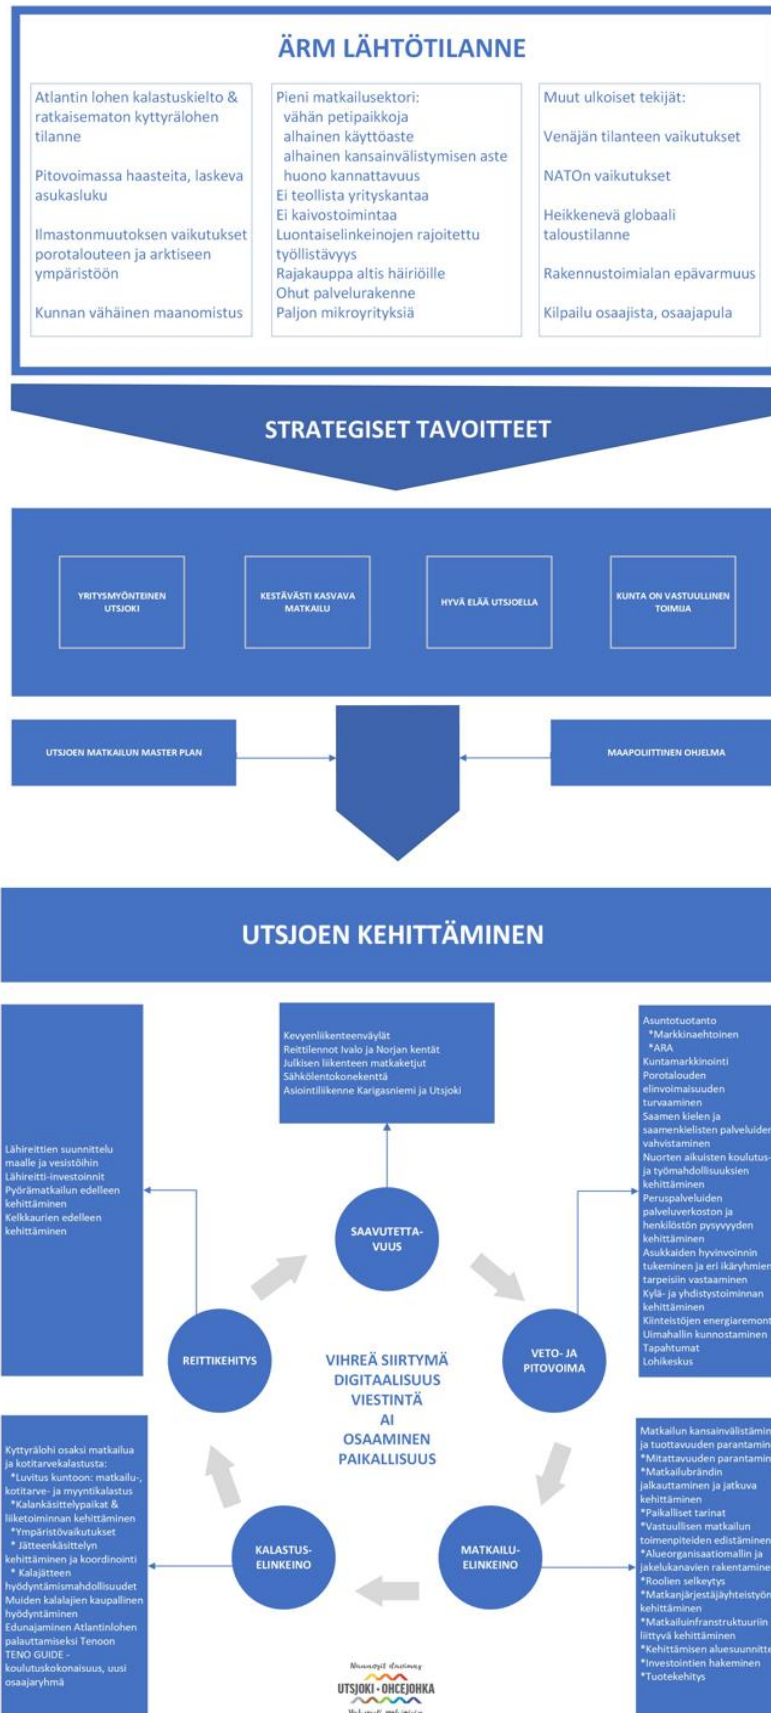 ÄRM LÄHTÖTILANNE
Atlantin lohen kalastuskielto &
ratkaisematon kyttyrälohen
tilanne
Pitovoimassa haasteita, laskeva
asukasluku
Ilmastonmuutoksen vaikutukset
porotalouteen ja arktiseen
ympäristöön
Kunnan vähäinen maanomistus
Pieni matkailusektori:
vähän petipaikkoja
alhainen käyttöaste
alhainen kansainvälistymisen aste
huono kannattavuus
Ei teollista yrityskantaa
Ei kaivostoimintaa
Luontaiselinkeinojen rajoitettu
työllistävyys
Rajakauppa altis häiriöille
Ohut palvelurakenne
Paljon mikroyrityksiä
Muut ulkoiset tekijät:
Venäjän tilanteen vaikutukset
NATOn vaikutukset
Heikkenevä globaali
taloustilanne
Rakennustoimialan epävarmuus
Kilpailu osaajista, osaajapula
STRATEGISET TAVOITTEET
YRITYSMYÖNTEINEN
UTSJOKI
KESTÄVÄSTI KASVAVA
MATKAILU
HYVÄ ELÄÄ UTSJOELLA
KUNTA ON VASTUULLINEN
TOIMIJA
UTSJOEN MATKAILUN MASTER PLAN
MAAPOLIITTINEN OHJELMA
UTSJOEN KEHITTÄMINEN
Kevyenliikenteenväylät
Reittilennot Ivalo ja Norjan kentät
Julkisen liikenteen matkaketjut
Sähkölentokonekenttä
Asiointiliikenne Karigasniemi ja Utsjoki
Lähireittien suunnittelu
maalle ja vesistöihin
Lähireitti-investoinnit
Pyörämatkailun edelleen
kehittäminen
Kelkkaurien edelleen
kehittäminen
Asuntotuotanto
*Markkinaehtoinen
*ARA
Kuntamarkkinointi
Porotalouden
elinvoimaisuuden
turvaaminen
Saamen kielen ja
saamenkielisten palveluiden
vahvistaminen
Nuorten aikuisten koulutus-
ja työmahdollisuuksien
kehittäminen
Peruspalveluiden
palveluverkoston ja
henkilöstön pysyvyyden
kehittäminen
Asukkaiden hyvinvoinnin
tukeminen ja eri ikäryhmien
tarpeisiin vastaaminen
Kylä- ja yhdistystoiminnan
kehittäminen
Kiinteistöjen energiaremont
Uimahallin kunnostaminen
Tapahtumat
Lohikeskus
SAAVUTETTA-
VUUS
REITTIKEHITYS
VETO- JA
PITOVOIMA
VIHREÄ SIIRTYMÄ
DIGITAALISUUS
VIESTINTÄ
AI
OSAAMINEN
PAIKALLISUUS
KALASTUS-
ELINKEINO
MATKAILU-
ELINKEINO
Kyttyrälohi osaksi matkailua
ja kotitarvekalastusta:
*Luvitus kuntoon: matkailu-,
kotitarve- ja myyntikalastus
*Kalankäsittelypaikat &
liiketoiminnan kehittäminen
*Ympäristövaikutukset
* Jätteenkäsittelyn
kehittäminen ja koordinointi
* Kalajätteen
hyödyntämismahdollisuudet
Muiden kalalajien kaupallinen
hyödyntäminen
Edunajaminen Atlantinlohen
palauttamiseksi Tenoon
TENO GUIDE -
koulutuskokonaisuus, uusi
osaajaryhmä
Matkailun kansainvälistämin
ja tuottavuuden parantamin
*Mitattavuuden parantamin
*Matkailubrändin
jalkauttaminen ja jatkuva
kehittäminen
*Paikalliset tarinat
*Vastuullisen matkailun
toimenpiteiden edistäminen
*Alueorganisaatiomallin ja
jakelukanavien rakentamine
*Roolien selkeytys
*Matkanjärjestäjäyhteistyön
kehittäminen
*Matkailuinfranstruktuuriin
liittyvä kehittäminen
*Kehittämisen aluesuunnitte
*Investointien hakeminen
*Tuotekehitys
UTSJOKI - OHCEJOHKA